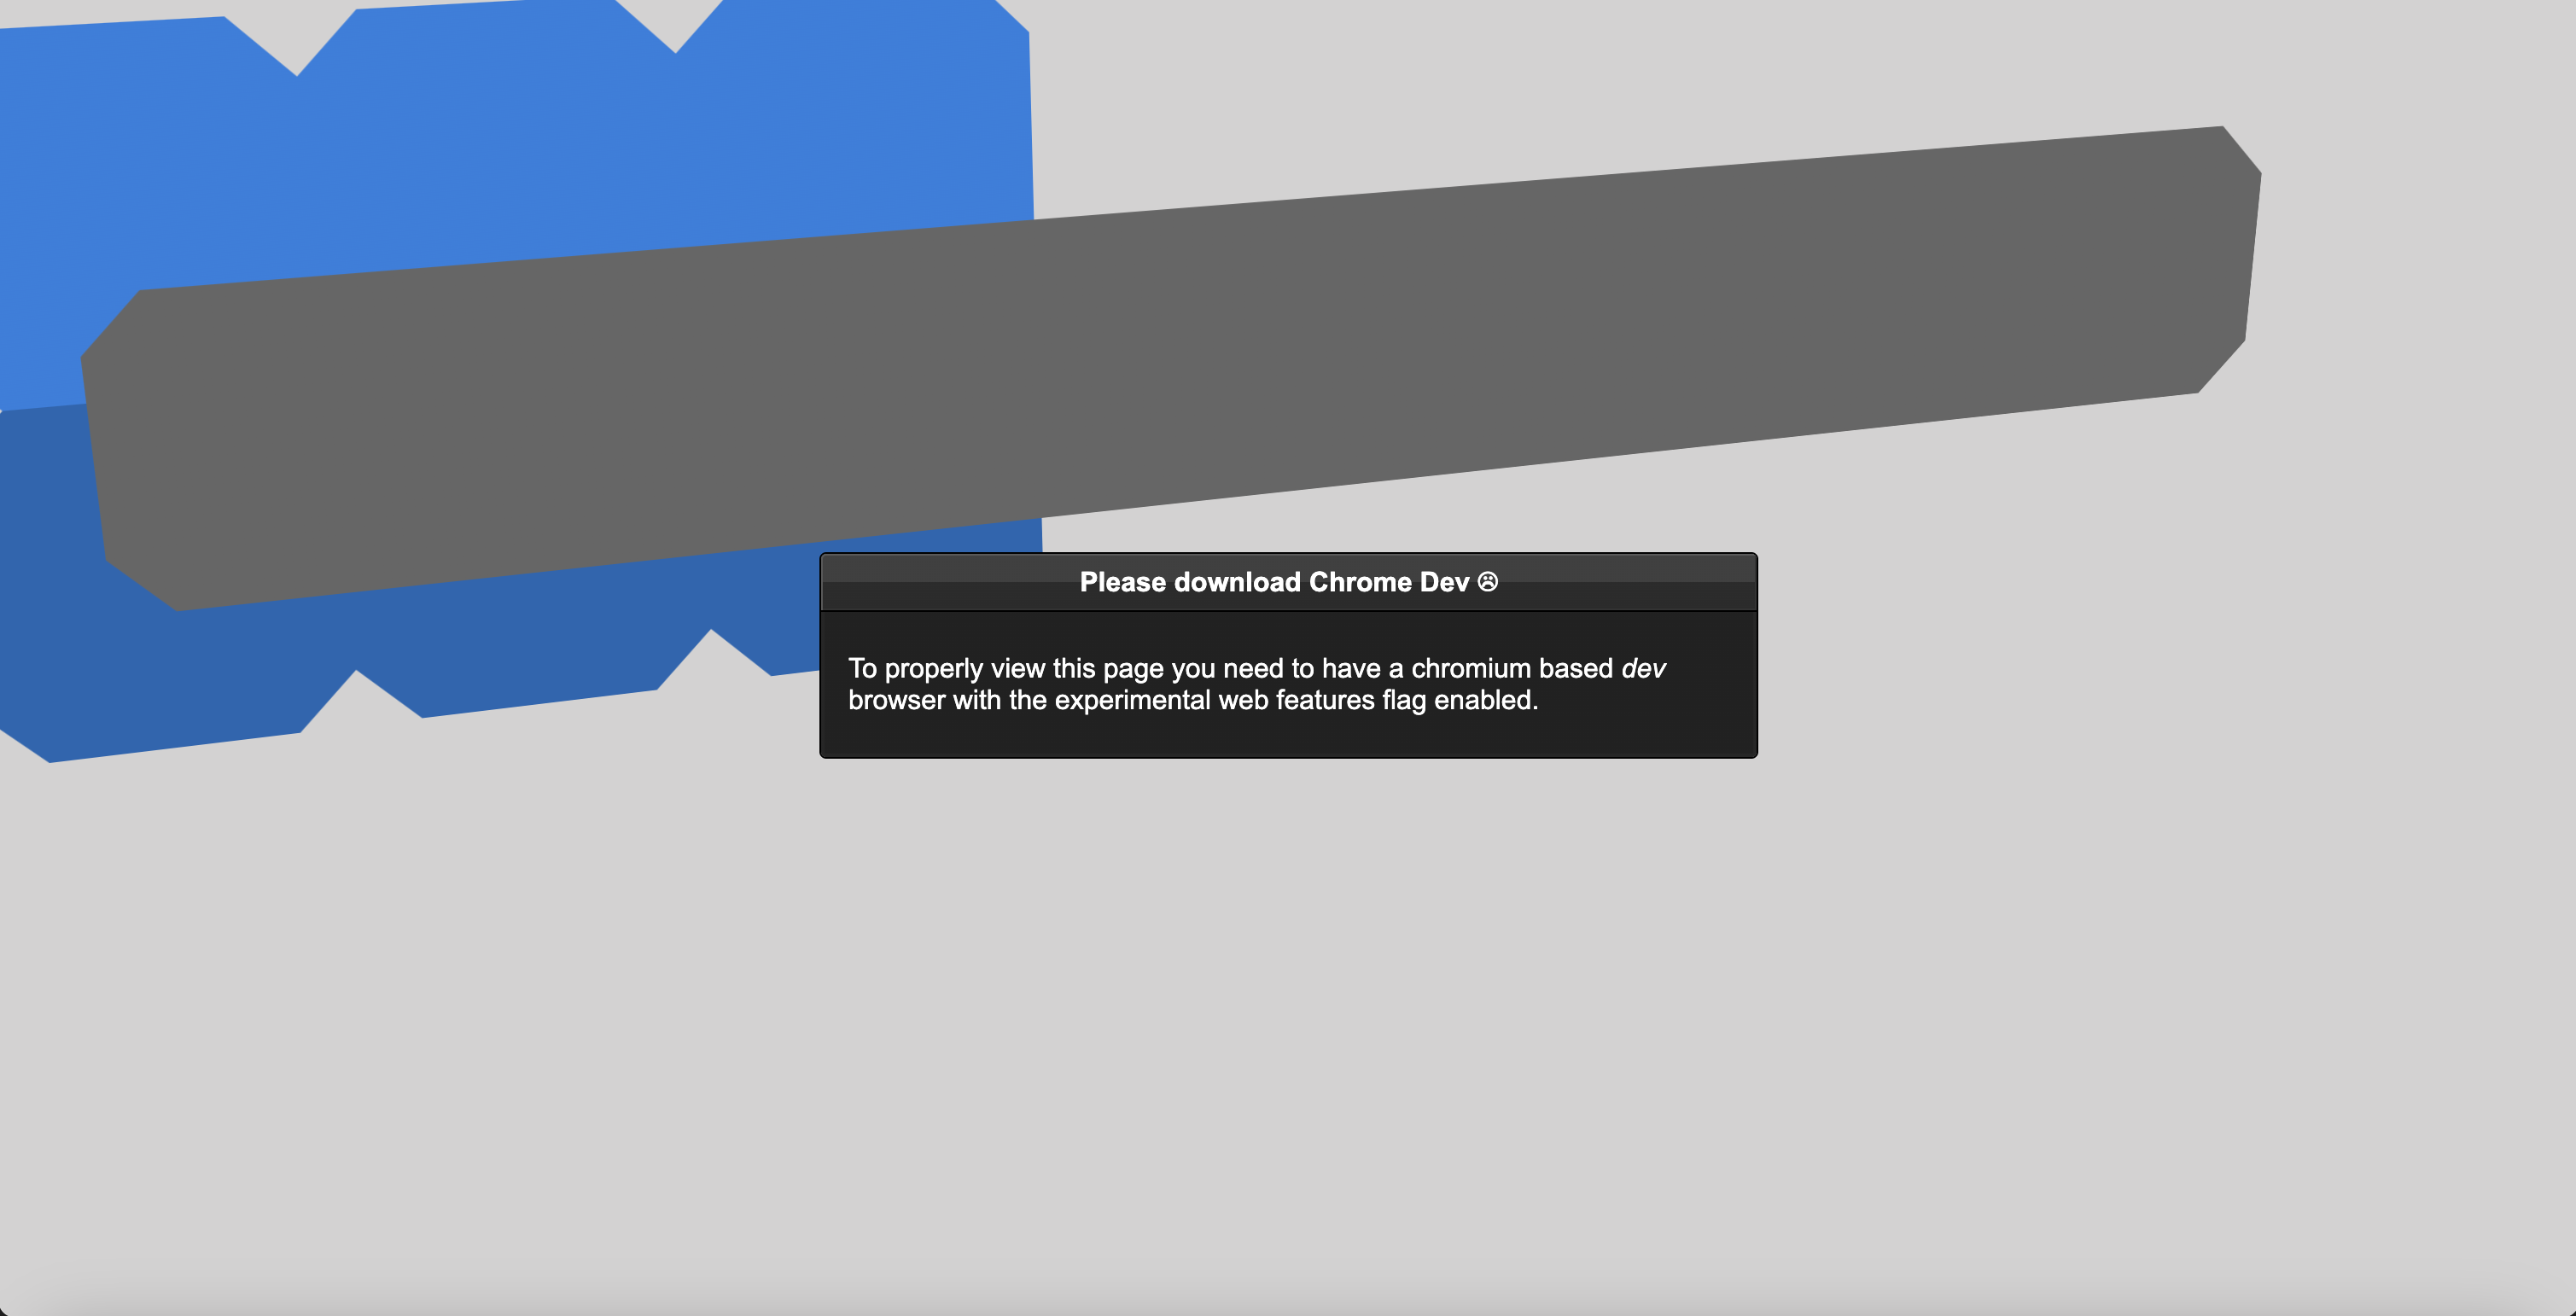 Please download Chrome Dev ☹
To properly view this page you need to have a chromium based dev
browser with the experimental web features flag enabled.